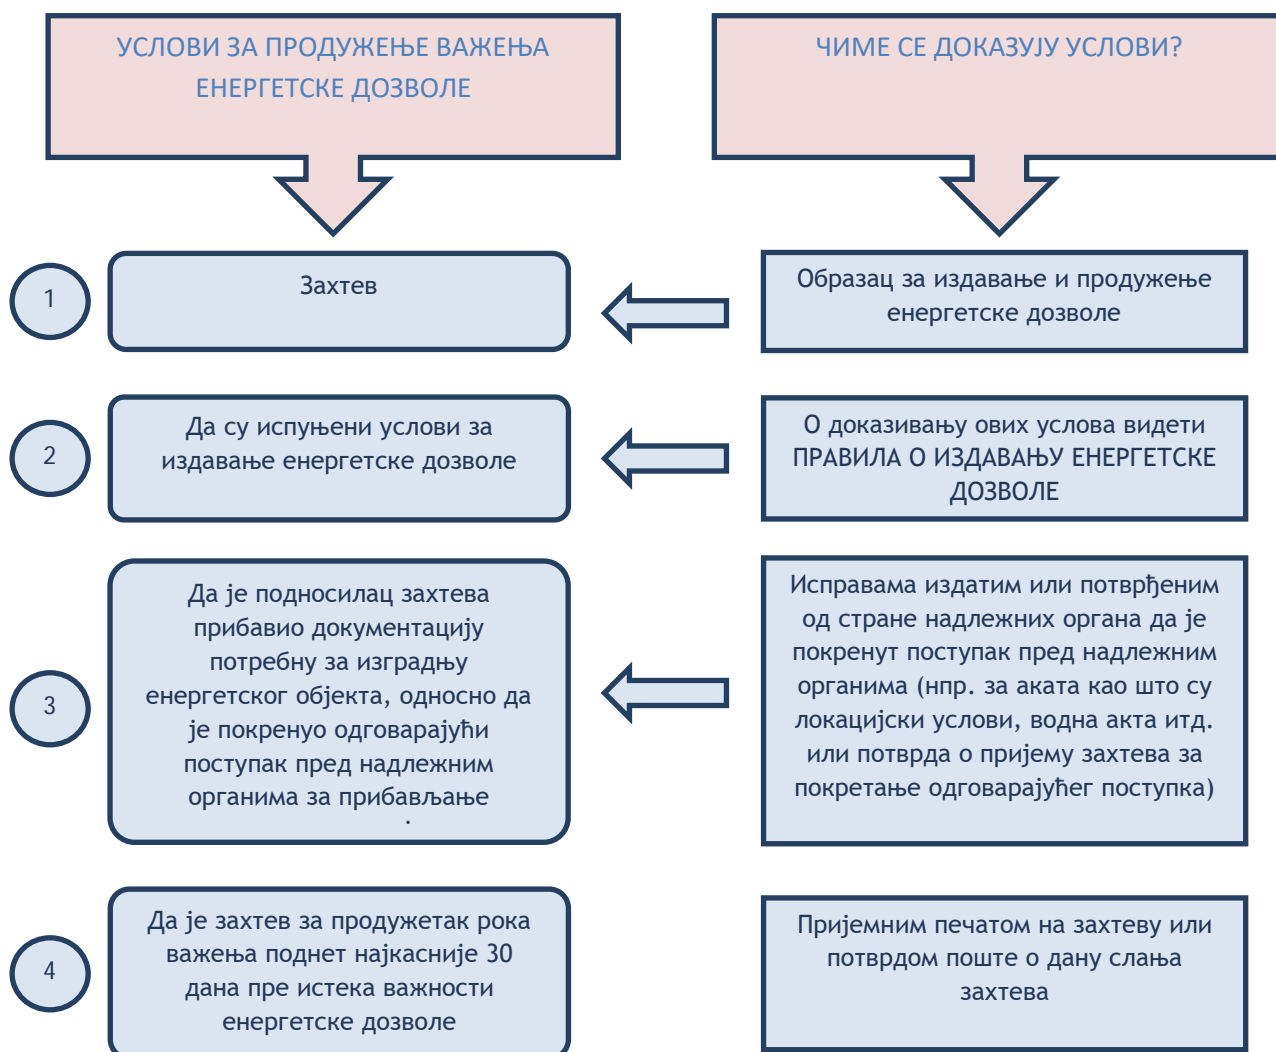 УСЛОВИ ЗА ПРОДУЖЕЊЕ ВАЖЕЊА
ЕНЕРГЕТСКЕ ДОЗВОЛЕ
ЧИМЕ СЕ ДОКАЗУЈУ УСЛОВИ?
1
Захтев
Образац за издавање и продужење
енергетске дозволе
2
Да су испуњени услови за
издавање енергетске дозволе
О доказивању ових услова видети
ПРАВИЛА О ИЗДАВАЊУ ЕНЕРГЕТСКЕ
ДОЗВОЛЕ
3
Да је подносилац захтева
прибавио документацију
потребну за изградњу
енергетског објекта, односно да
је покренуо одговарајући
поступак пред надлежним
органима за прибављање
Исправама издатим или потврђеним
од стране надлежних органа да је
покренут поступак пред надлежним
органима (нпр. за аката као што су
локацијски услови, водна акта итд.
или потврда о пријему захтева за
покретање одговарајућег поступка)
4
Да је захтев за продужетак рока
важења поднет најкасније 30
дана пре истека важности
енергетске дозволе
Пријемним печатом на захтеву или
потврдом поште о дану слања
захтева